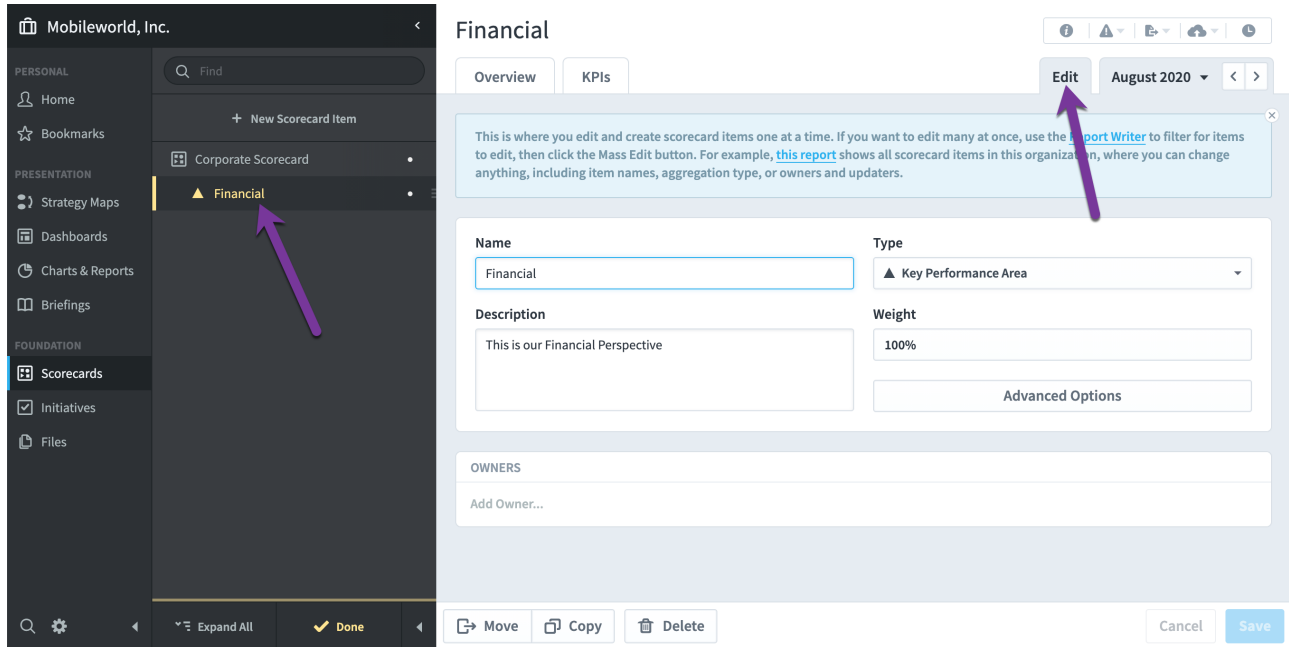 Mobileworld, Inc.
PERSONAL
Home
Bookmarks
PRESENTATION
Strategy Maps
Dashboards
Charts & Reports
Briefings
FOUNDATION
Scorecards
Initiatives
Files
Find
+ New Scorecard Item
Corporate Scorecard
Financial
Expand All
Done
Financial
Overview
KPIs
Edit
August 2020
This is where you edit and create scorecard items one at a time. If you want to edit many at once, use the Writer to filter for items
to edit, then click the Mass Edit button. For example, this report shows all scorecard items in this organization, where you can change
anything, including item names, aggregation type, or owners and updaters.
Name
Financial
Type
Key Performance Area
Description
This is our Financial Perspective
Weight
100%
Advanced Options
OWNERS
Add Owner...
Move
Copy
Delete
Cancel
Save